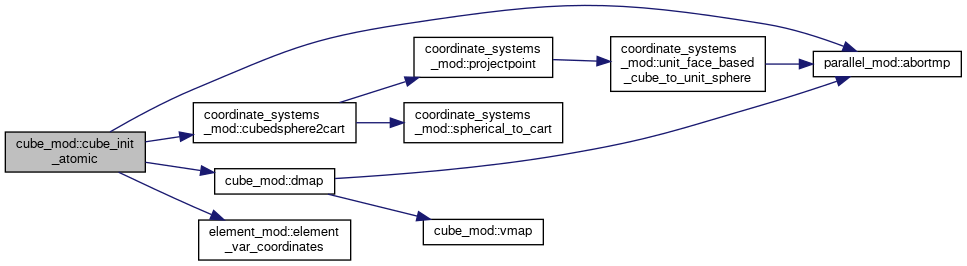 cube_mod::cube_init
_atomic
coordinate_systems
_mod::cubedsphere2cart
coordinate_systems
_mod::projectpoint
coordinate_systems
_mod::unit_face_based
_cube_to_unit_sphere
parallel_mod::abortmp
coordinate_systems
_mod::spherical_to_cart
cube_mod::dmap
cube_mod::vmap
element_mod::element
_var_coordinates